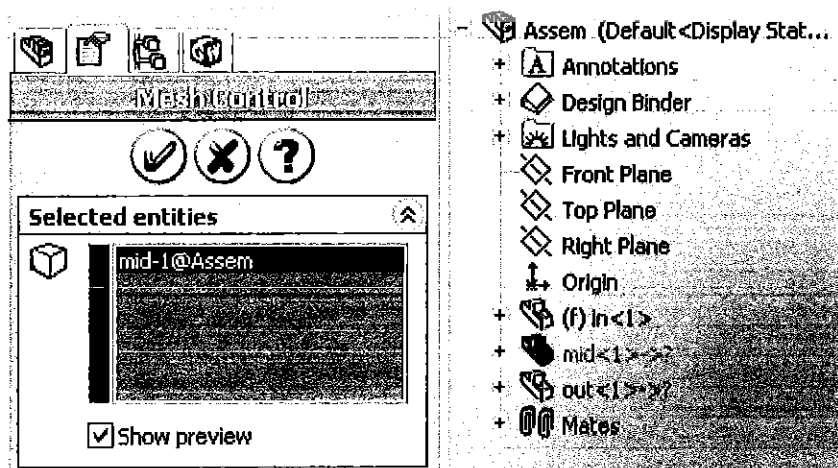 Mesh Control
Selected entities
mid-1@Assem
Show preview
Assem (Default<Display Stat...
Annotations
Design Binder
Lights and Cameras
Front Plane
Top Plane
Right Plane
Origin
(f) in<1>
mid<1>->?
out<1>->?
Mates